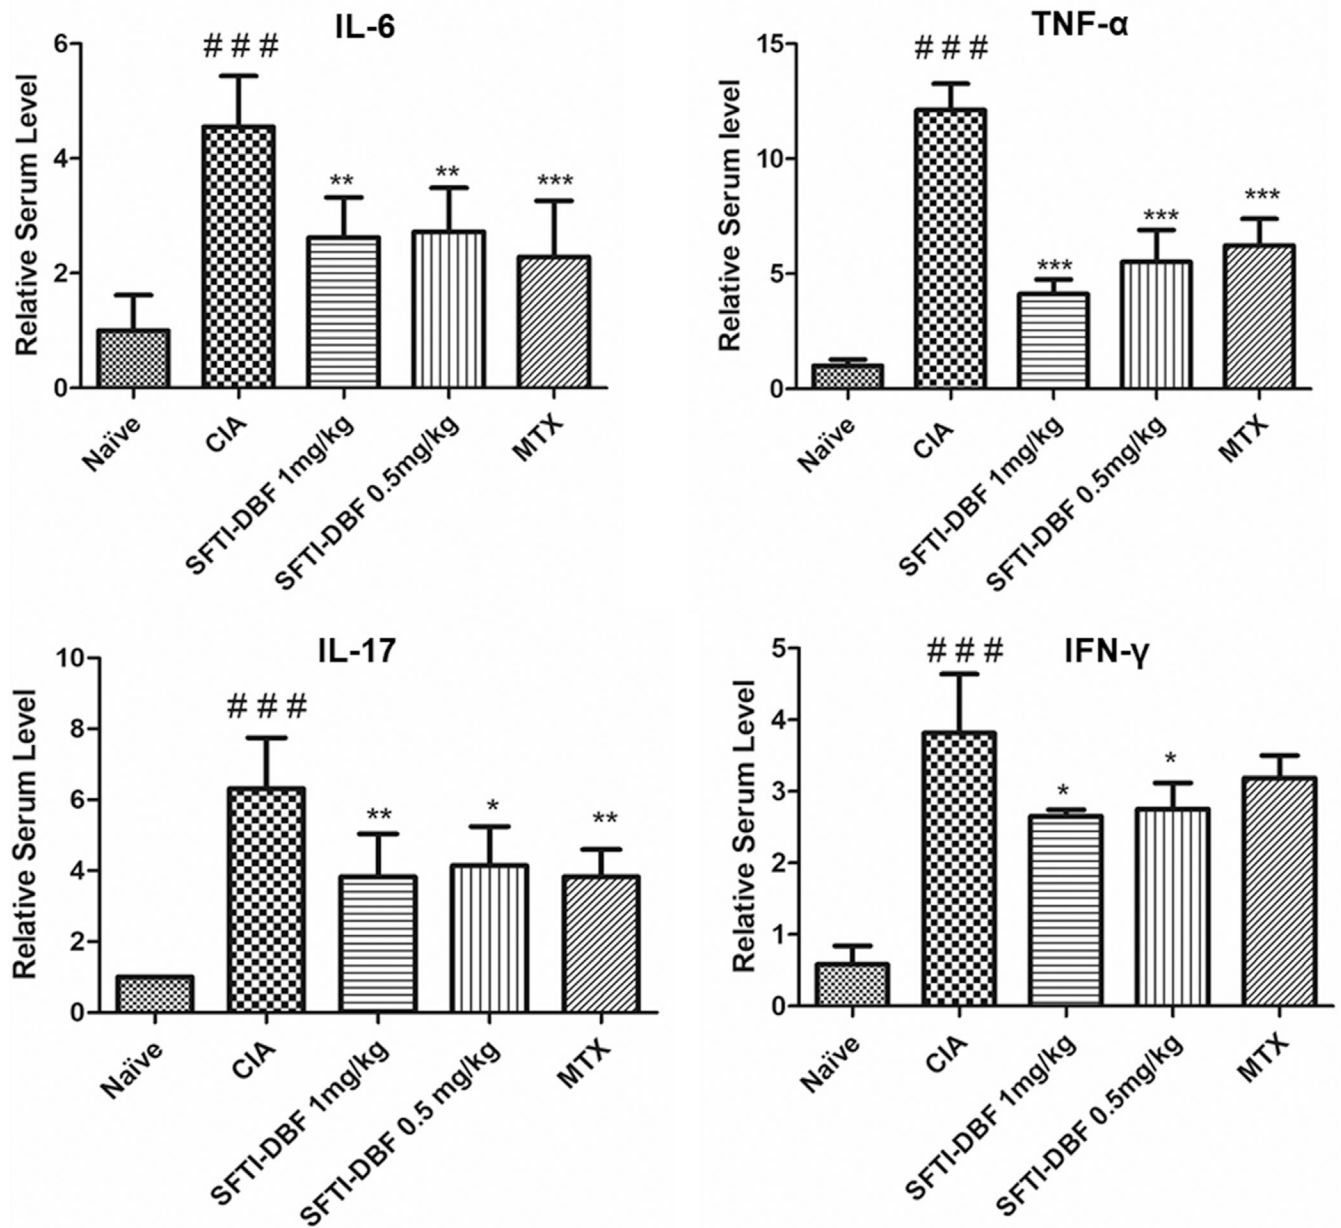 IL-6
Relative Serum Level
6
4
2
0
# # #
**
**
***
Naïve
CIA
SFTI-DBF 1mg/kg
SFTI-DBF 0.5mg/kg
MTX
TNF-α
Relative Serum level
15
10
5
0
# # #
***
***
***
Naïve
CIA
SFTI-DBF 1mg/kg
SFTI-DBF 0.5mg/kg
MTX
IL-17
Relative Serum Level
10
8
6
4
2
0
# # #
**
*
**
Naïve
CIA
SFTI-DBF 1mg/kg
SFTI-DBF 0.5 mg/kg
MTX
IFN-γ
Relative Serum Level
5
4
3
2
1
0
# # #
*
*
Naïve
CIA
SFTI-DBF 1mg/kg
SFTI-DBF 0.5mg/kg
MTX